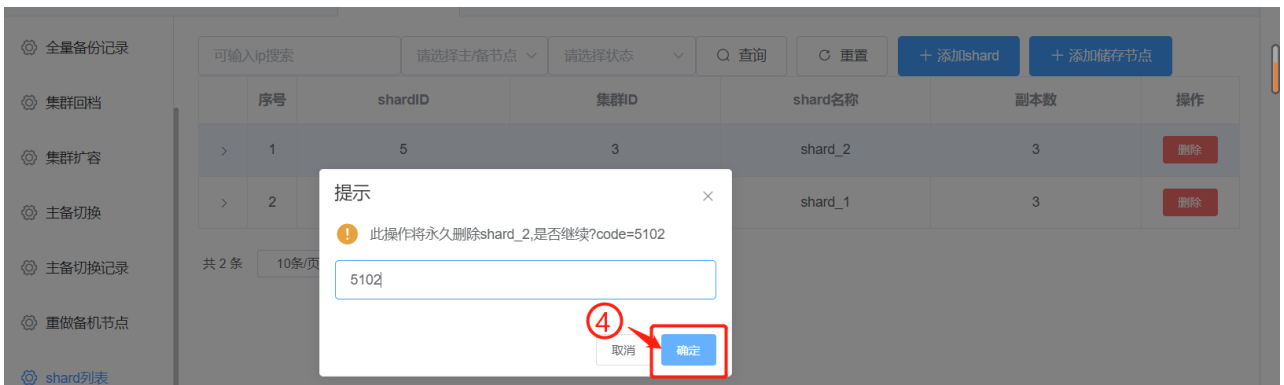 全量备份记录
集群回档
集群扩容
主备切换
主备切换记录
重做备机节点
shard列表
可输入ip搜索 请选择主/备节点 请选择状态 查询 重置 + 添加shard + 添加储存节点
序号 shardID 集群ID shard名称 副本数 操作
1 5 3 shard_2 3 删除
2 shard_1 3 删除
共 2 条 10条/页
提示
此操作将永久删除shard_2,是否继续?code=5102
5102
④
取消 确定